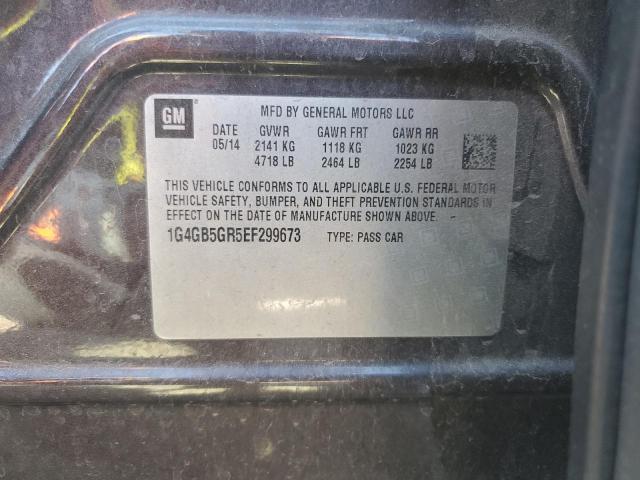 GM
MFD BY GENERAL MOTORS LLC
DATE GVWR GAWR FRT GAWR RR
05/14 2141 KG 1118 KG 1023 KG
4718 LB 2464 LB 2254 LB
THIS VEHICLE CONFORMS TO ALL APPLICABLE U.S. FEDERAL MOTOR
VEHICLE SAFETY, BUMPER, AND THEFT PREVENTION STANDARDS IN
EFFECT ON THE DATE OF MANUFACTURE SHOWN ABOVE.
1G4GB5GR5EF299673 TYPE: PASS CAR